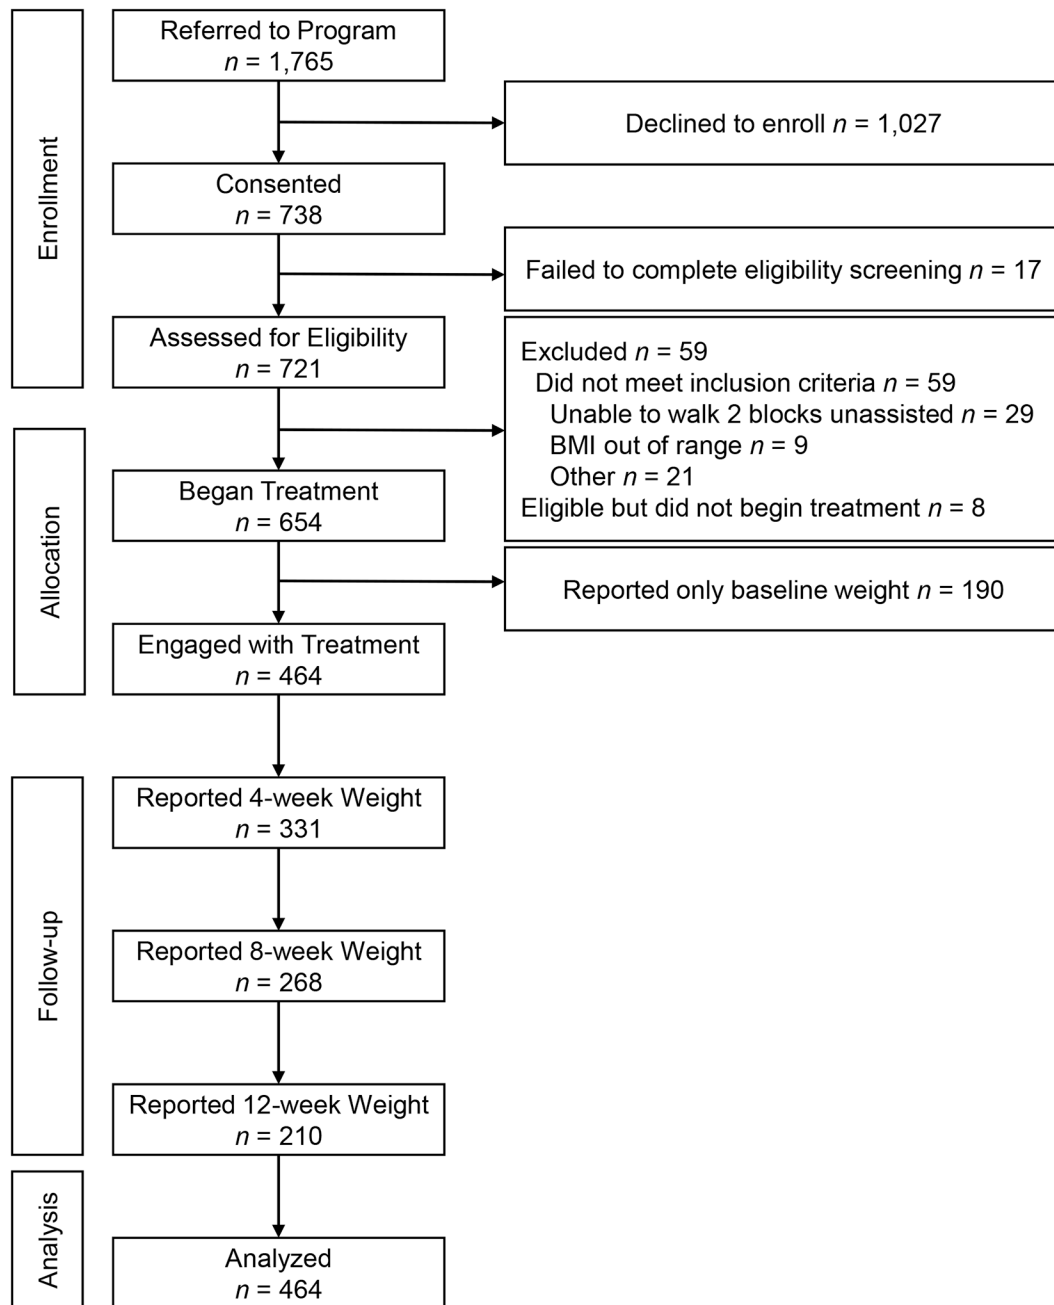 Enrollment
Referred to Program
n = 1,765
Declined to enroll n = 1,027
Consented
n = 738
Failed to complete eligibility screening n = 17
Assessed for Eligibility
n = 721
Excluded n = 59
Did not meet inclusion criteria n = 59
Unable to walk 2 blocks unassisted n = 29
BMI out of range n = 9
Other n = 21
Eligible but did not begin treatment n = 8
Allocation
Began Treatment
n = 654
Reported only baseline weight n = 190
Engaged with Treatment
n = 464
Follow-up
Reported 4-week Weight
n = 331
Reported 8-week Weight
n = 268
Reported 12-week Weight
n = 210
Analysis
Analyzed
n = 464